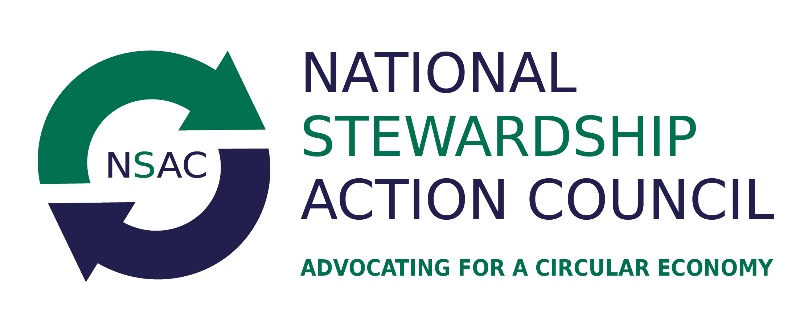 NSAC
NATIONAL
STEWARDSHIP
ACTION COUNCIL
ADVOCATING FOR A CIRCULAR ECONOMY